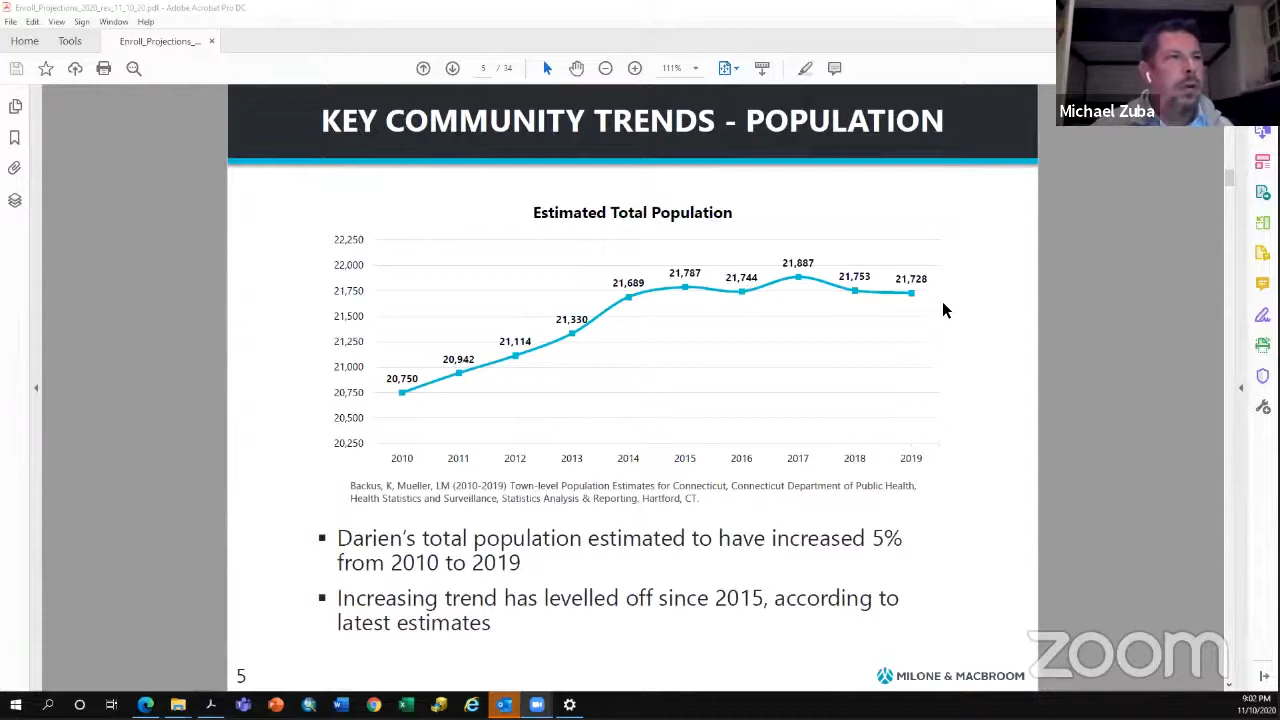 Enroll_Projections_2020_rev_11_10_20.pdf - Adobe Acrobat Pro DC
File Edit View Sign Window Help
Home Tools Enroll_Projections_... ×
/ 34 111%
Michael Zuba
KEY COMMUNITY TRENDS - POPULATION
Estimated Total Population
22,250
22,000
21,750
21,500
21,250
21,000
20,750
20,500
20,250
20,750
20,942
21,114
21,330
21,689
21,787
21,744
21,887
21,753
21,728
2010 2011 2012 2013 2014 2015 2016 2017 2018 2019
Backus, K, Mueller, LM (2010-2019) Town-level Population Estimates for Connecticut, Connecticut Department of Public Health,
Health Statistics and Surveillance, Statistics Analysis & Reporting, Hartford, CT.
▪ Darien's total population estimated to have increased 5%
from 2010 to 2019
▪ Increasing trend has levelled off since 2015, according to
latest estimates
5
MILONE & MACBROOM
zoom
9:02 PM
11/10/2020